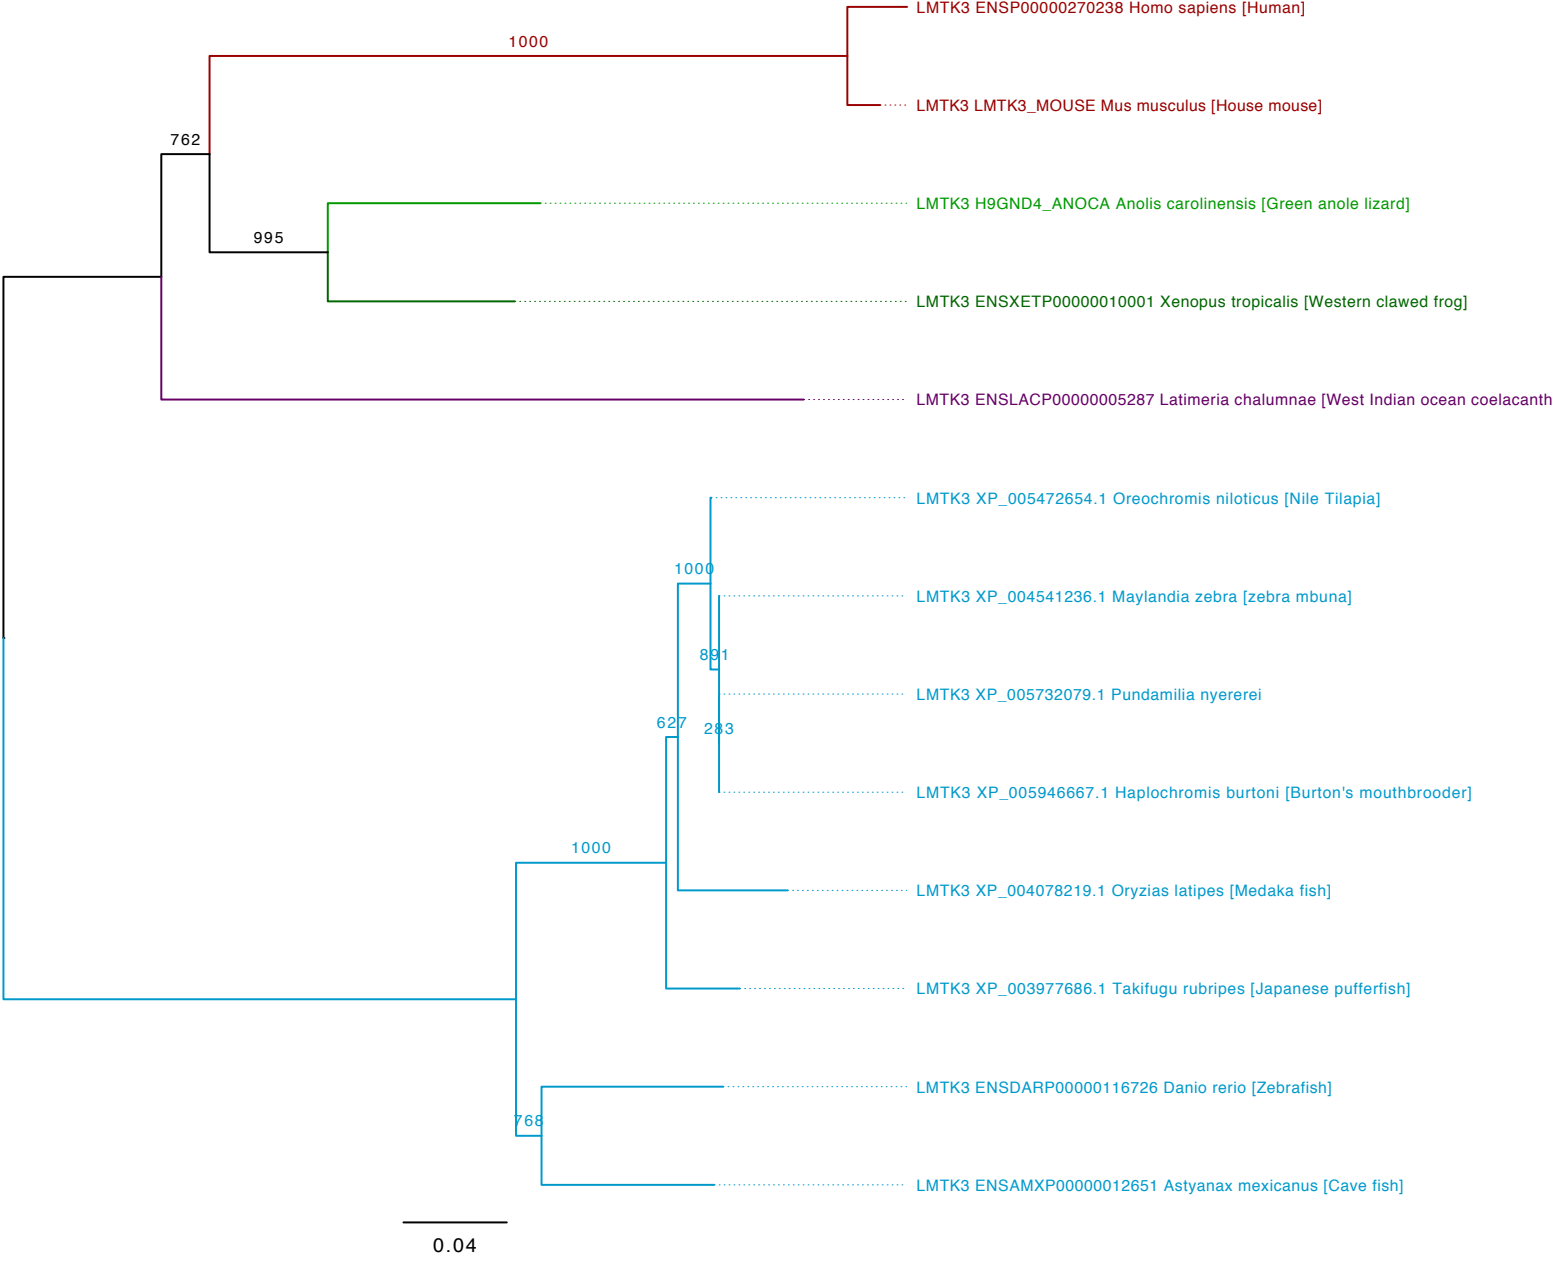 LMTK3 ENSP00000270238 Homo sapiens [Human]
1000
LMTK3 LMTK3_MOUSE Mus musculus [House mouse]
762
LMTK3 H9GND4_ANOCA Anolis carolinensis [Green anole lizard]
995
LMTK3 ENSXETP00000010001 Xenopus tropicalis [Western clawed frog]
LMTK3 ENSLACP00000005287 Latimeria chalumnae [West Indian ocean coelacanth
LMTK3 XP_005472654.1 Oreochromis niloticus [Nile Tilapia]
1000
LMTK3 XP_004541236.1 Maylandia zebra [zebra mbuna]
891
LMTK3 XP_005732079.1 Pundamilia nyererei
627
283
LMTK3 XP_005946667.1 Haplochromis burtoni [Burton's mouthbrooder]
1000
LMTK3 XP_004078219.1 Oryzias latipes [Medaka fish]
LMTK3 XP_003977686.1 Takifugu rubripes [Japanese pufferfish]
LMTK3 ENSDARP00000116726 Danio rerio [Zebrafish]
768
LMTK3 ENSAMXP00000012651 Astyanax mexicanus [Cave fish]
0.04